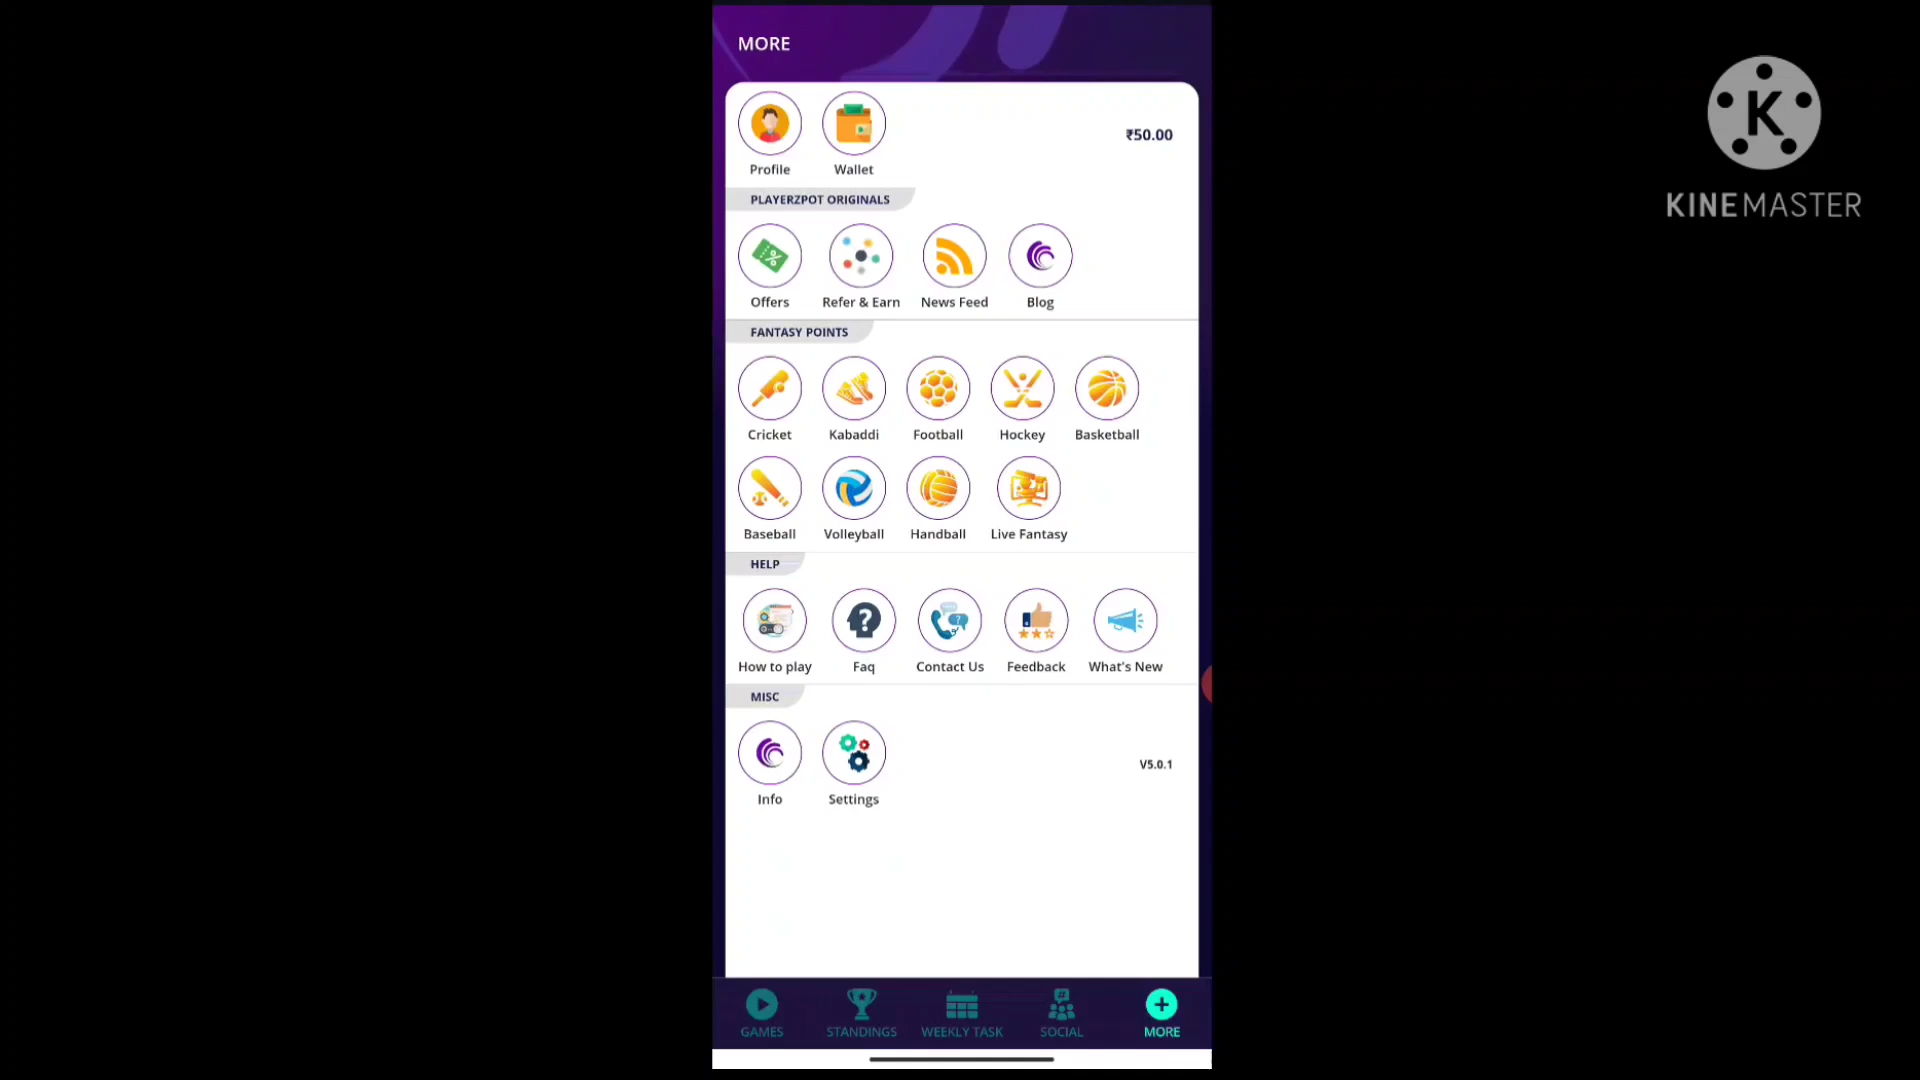 MORE
₹50.00
Profile Wallet
PLAYERZPOT ORIGINALS
Offers Refer & Earn News Feed Blog
FANTASY POINTS
Cricket Kabaddi Football Hockey Basketball
Baseball Volleyball Handball Live Fantasy
HELP
How to play Faq Contact Us Feedback What's New
MISC
V5.0.1
Info Settings
GAMES STANDINGS WEEKLY TASK SOCIAL MORE
K
KINEMASTER